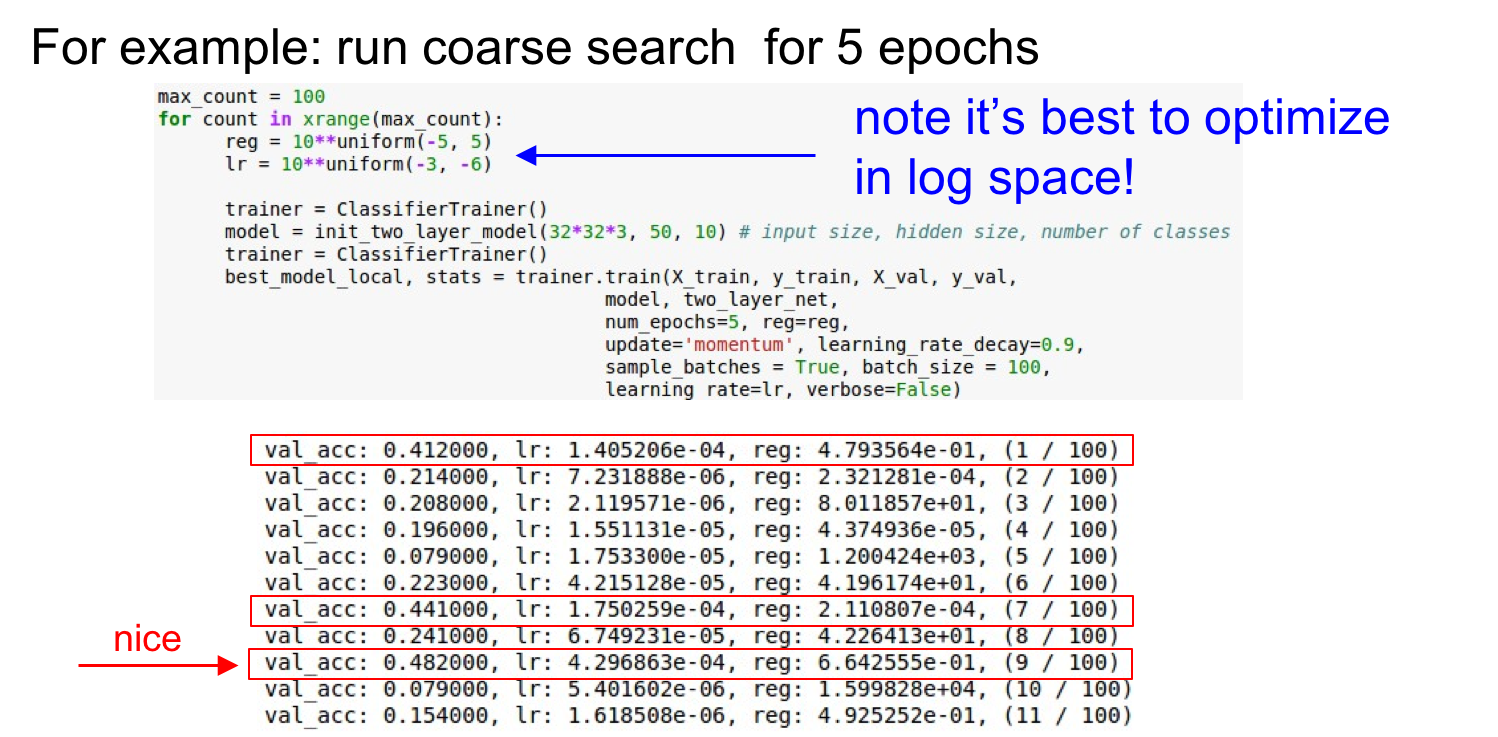 For example: run coarse search for 5 epochs
max_count = 100
for count in xrange(max_count):
reg = 10**uniform(-5, 5)
lr = 10**uniform(-3, -6)
note it's best to optimize
in log space!
trainer = ClassifierTrainer()
model = init_two_layer_model(32*32*3, 50, 10) # input size, hidden size, number of classes
trainer = ClassifierTrainer()
best_model_local, stats = trainer.train(X_train, y_train, X_val, y_val,
model, two_layer_net,
num_epochs=5, reg=reg,
update='momentum', learning_rate_decay=0.9,
sample_batches = True, batch_size = 100,
learning_rate=lr, verbose=False)
val_acc: 0.412000, lr: 1.405206e-04, reg: 4.793564e-01, (1 / 100)
val_acc: 0.214000, lr: 7.231888e-06, reg: 2.321281e-04, (2 / 100)
val_acc: 0.208000, lr: 2.119571e-06, reg: 8.011857e+01, (3 / 100)
val_acc: 0.196000, lr: 1.551131e-05, reg: 4.374936e-05, (4 / 100)
val_acc: 0.079000, lr: 1.753300e-05, reg: 1.200424e+03, (5 / 100)
val_acc: 0.223000, lr: 4.215128e-05, reg: 4.196174e+01, (6 / 100)
val_acc: 0.441000, lr: 1.750259e-04, reg: 2.110807e-04, (7 / 100)
val_acc: 0.241000, lr: 6.749231e-05, reg: 4.226413e+01, (8 / 100)
nice
val_acc: 0.482000, lr: 4.296863e-04, reg: 6.642555e-01, (9 / 100)
val_acc: 0.079000, lr: 5.401602e-06, reg: 1.599828e+04, (10 / 100)
val_acc: 0.154000, lr: 1.618508e-06, reg: 4.925252e-01, (11 / 100)